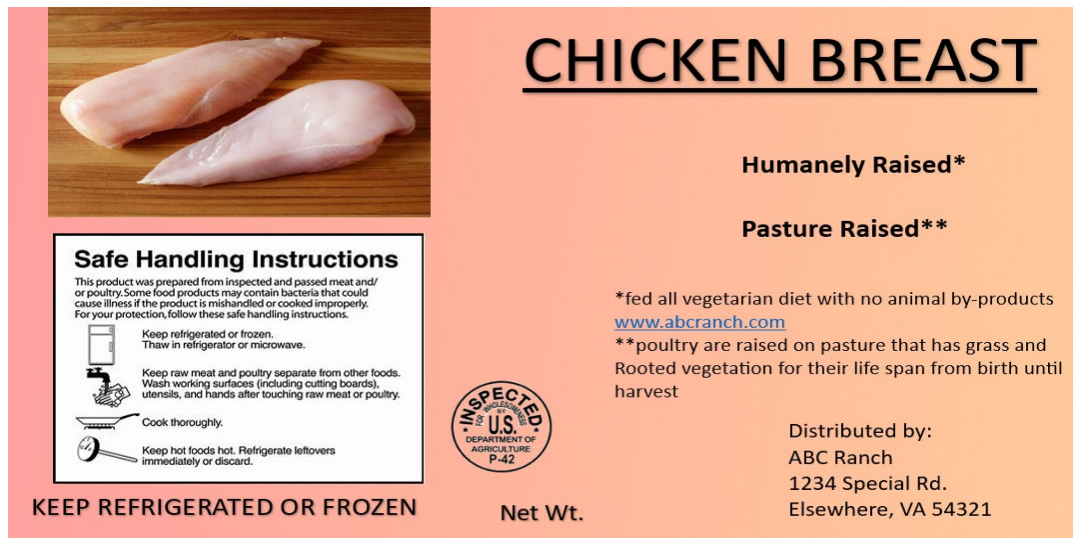 CHICKEN BREAST
Humanely Raised*
Pasture Raised**
*fed all vegetarian diet with no animal by-products
www.abcranch.com
**poultry are raised on pasture that has grass and
Rooted vegetation for their life span from birth until
harvest
Safe Handling Instructions
This product was prepared from inspected and passed meat and/
or poultry. Some food products may contain bacteria that could
cause illness if the product is mishandled or cooked improperly.
For your protection, follow these safe handling instructions.
Keep refrigerated or frozen.
Thaw in refrigerator or microwave.
Keep raw meat and poultry separate from other foods.
Wash working surfaces (including cutting boards),
utensils, and hands after touching raw meat or poultry.
Cook thoroughly.
Keep hot foods hot. Refrigerate leftovers
immediately or discard.
KEEP REFRIGERATED OR FROZEN
INSPECTED
FOR WHOLESOMENESS
BY
U.S.
DEPARTMENT OF
AGRICULTURE
P-42
Net Wt.
Distributed by:
ABC Ranch
1234 Special Rd.
Elsewhere, VA 54321